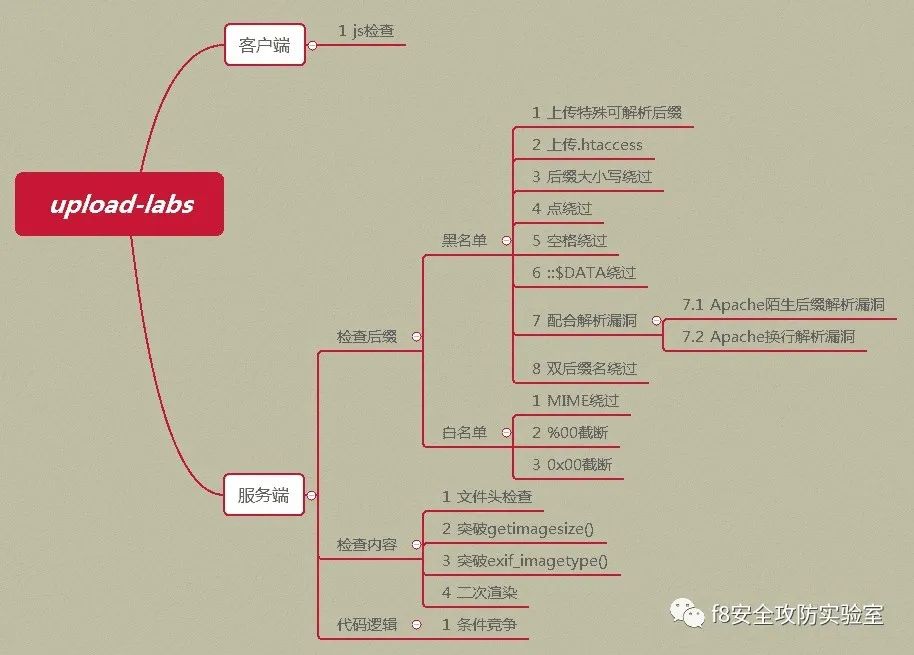 upload-labs
客户端
1 js检查
服务端
检查后缀
黑名单
1 上传特殊可解析后缀
2 上传.htaccess
3 后缀大小写绕过
4 点绕过
5 空格绕过
6 ::$DATA绕过
7 配合解析漏洞
7.1 Apache陌生后缀解析漏洞
7.2 Apache换行解析漏洞
8 双后缀名绕过
白名单
1 MIME绕过
2 %00截断
3 0x00截断
检查内容
1 文件头检查
2 突破getimagesize()
3 突破exif_imagetype()
4 二次渲染
代码逻辑
1 条件竞争
f8安全攻防实验室